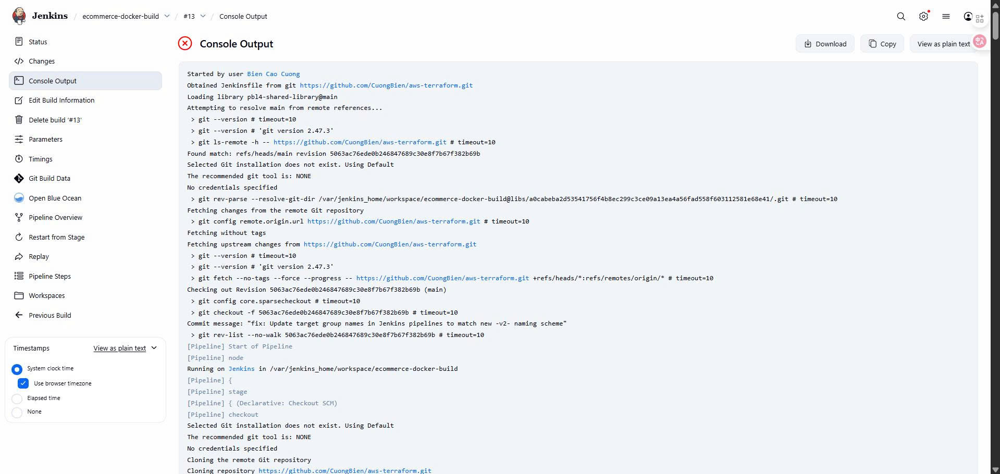 Jenkins / ecommerce-docker-build / #13 / Console Output
Status
Changes
Console Output
Edit Build Information
Delete build ‘#13’
Parameters
Timings
Git Build Data
Open Blue Ocean
Pipeline Overview
Restart from Stage
Replay
Pipeline Steps
Workspaces
Previous Build
Timestamps View as plain text
System clock time
Use browser timezone
Elapsed time
None
Console Output
Download
Copy
View as plain text
Started by user Bien Cao Cuong
Obtained Jenkinsfile from git https://github.com/CuongBien/aws-terraform.git
Loading library pbl4-shared-library@main
Attempting to resolve main from remote references...
> git --version # timeout=10
> git --version # 'git version 2.47.3'
> git ls-remote -h -- https://github.com/CuongBien/aws-terraform.git # timeout=10
Found match: refs/heads/main revision 5063ac76ede0b246847689c30e8f7b67f382b69b
Selected Git installation does not exist. Using Default
The recommended git tool is: NONE
No credentials specified
> git rev-parse --resolve-git-dir /var/jenkins_home/workspace/ecommerce-docker-build@libs/a0cabeba2d53541756f4b8ec299c3ce09a13ea4a56fad558f603112581e68e41/.git # timeout=10
Fetching changes from the remote Git repository
> git config remote.origin.url https://github.com/CuongBien/aws-terraform.git # timeout=10
Fetching without tags
Fetching upstream changes from https://github.com/CuongBien/aws-terraform.git
> git --version # timeout=10
> git --version # 'git version 2.47.3'
> git fetch --no-tags --force --progress -- https://github.com/CuongBien/aws-terraform.git +refs/heads/*:refs/remotes/origin/* # timeout=10
Checking out Revision 5063ac76ede0b246847689c30e8f7b67f382b69b (main)
> git config core.sparsecheckout # timeout=10
> git checkout -f 5063ac76ede0b246847689c30e8f7b67f382b69b # timeout=10
Commit message: "fix: Update target group names in Jenkins pipelines to match new -v2- naming scheme"
> git rev-list --no-walk 5063ac76ede0b246847689c30e8f7b67f382b69b # timeout=10
[Pipeline] Start of Pipeline
[Pipeline] node
Running on Jenkins in /var/jenkins_home/workspace/ecommerce-docker-build
[Pipeline] {
[Pipeline] stage
[Pipeline] { (Declarative: Checkout SCM)
[Pipeline] checkout
Selected Git installation does not exist. Using Default
The recommended git tool is: NONE
No credentials specified
Cloning the remote Git repository
Cloning repository https://github.com/CuongBien/aws-terraform.git